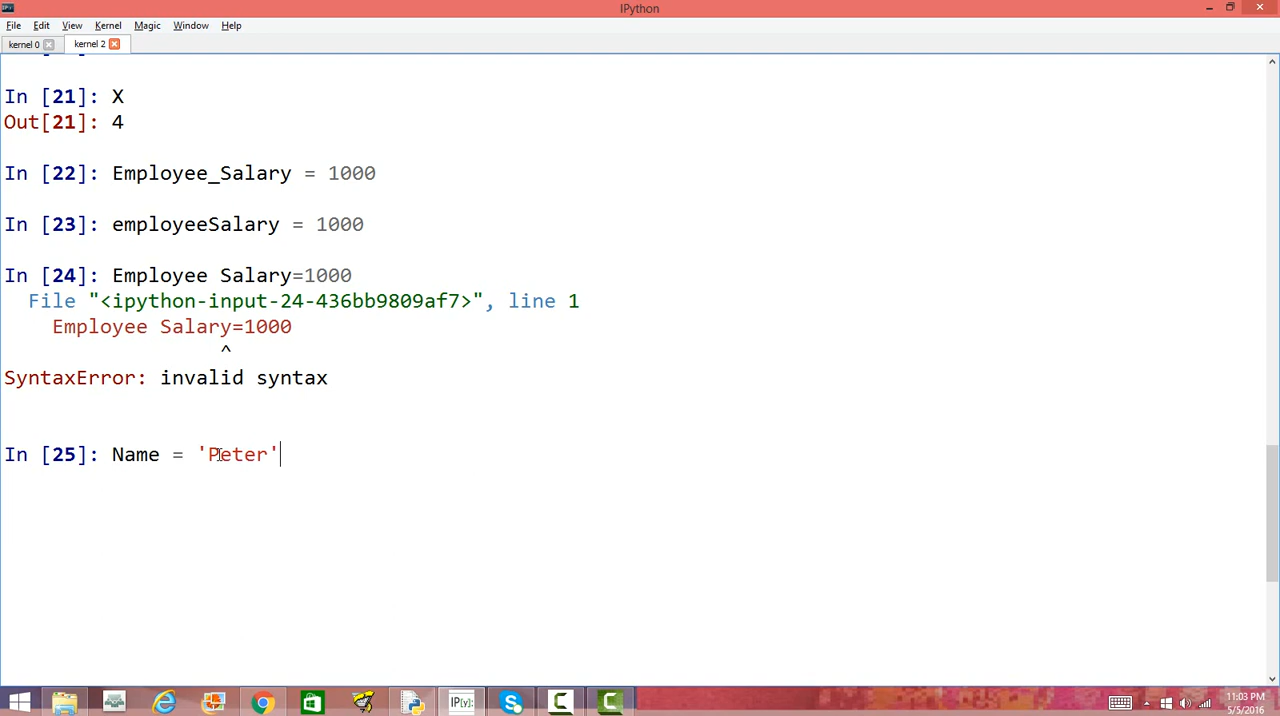 IPython
File Edit View Kernel Magic Window Help
kernel 0 kernel 2
In [21]: X
Out[21]: 4
In [22]: Employee_Salary = 1000
In [23]: employeeSalary = 1000
In [24]: Employee Salary=1000
File "<ipython-input-24-436bb9809af7>", line 1
Employee Salary=1000
^
SyntaxError: invalid syntax
In [25]: Name = 'Peter'
IP[y]:
11:03 PM
5/5/2016